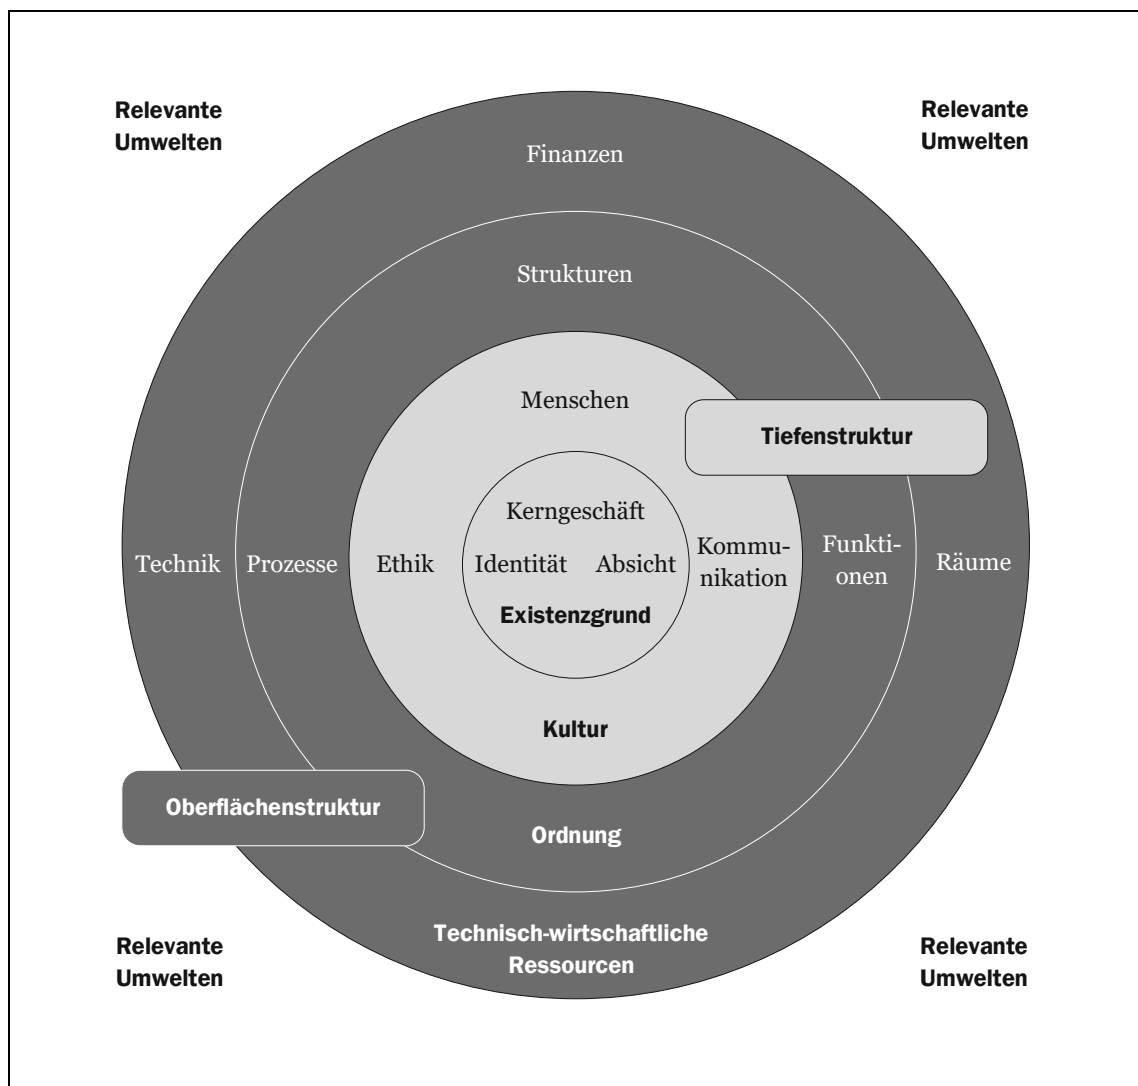 Relevante
Umwelten
Relevante
Umwelten
Finanzen
Strukturen
Menschen
Tiefenstruktur
Kerngeschäft
Technik
Prozesse
Ethik
Identität
Absicht
Kommu-
nikation
Funkti-
onen
Räume
Existenzgrund
Kultur
Oberflächenstruktur
Ordnung
Technisch-wirtschaftliche
Ressourcen
Relevante
Umwelten
Relevante
Umwelten